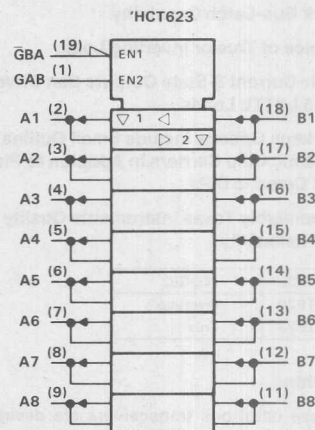 'HCT623
G̅BA (19) EN1
GAB (1) EN2
A1 (2) ▽ 1 ◁ (18) B1
▷ 2 ▽
A2 (3) (17) B2
A3 (4) (16) B3
A4 (5) (15) B4
A5 (6) (14) B5
A6 (7) (13) B6
A7 (8) (12) B7
A8 (9) (11) B8